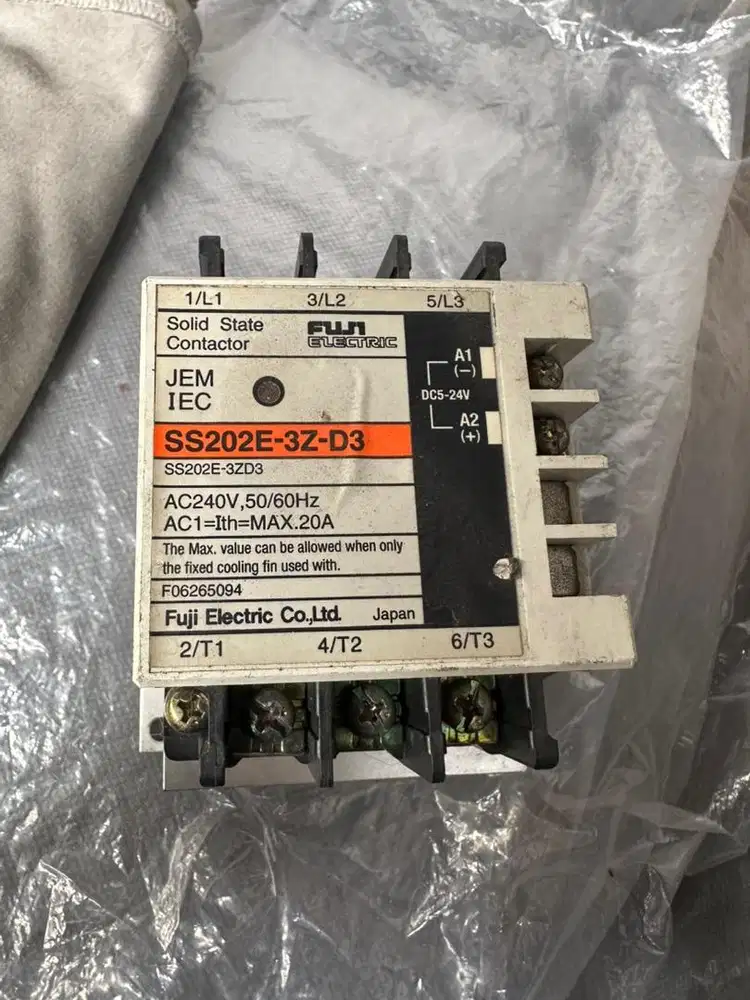 1/L1 3/L2 5/L3
Solid State
Contactor
FUJI
ELECTRIC
JEM
IEC
SS202E-3Z-D3
SS202E-3ZD3
AC240V,50/60Hz
AC1=Ith=MAX.20A
The Max. value can be allowed when only
the fixed cooling fin used with.
F06265094
Fuji Electric Co.,Ltd. Japan
A1
(–)
DC5-24V
A2
(+)
2/T1 4/T2 6/T3